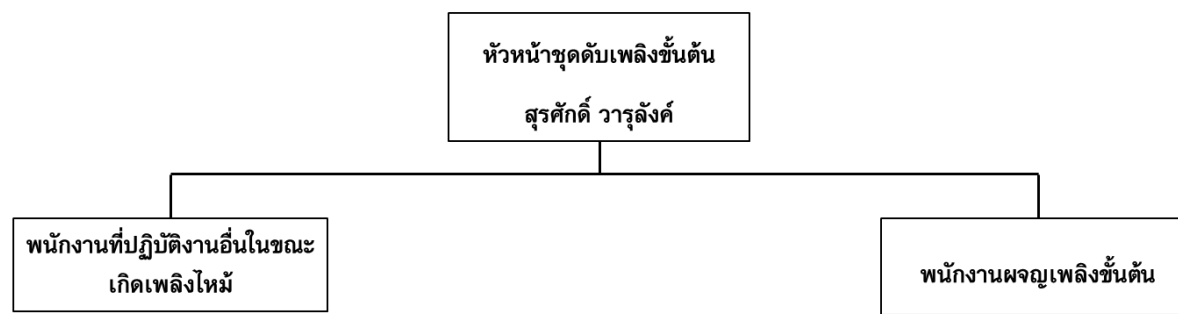 หัวหน้าชุดดับเพลิงขั้นต้น
สุรศักดิ์ วารุลังค์
พนักงานที่ปฏิบัติงานอื่นในขณะ
เกิดเพลิงไหม้
พนักงานผจญเพลิงขั้นต้น